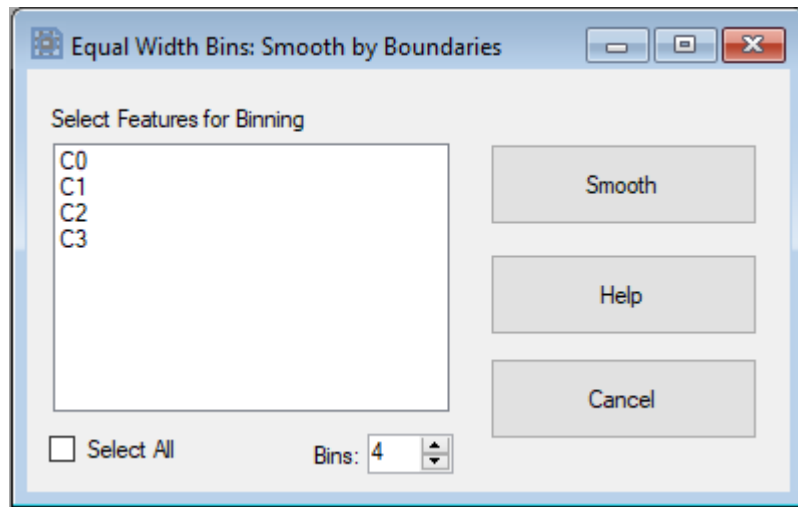 Equal Width Bins: Smooth by Boundaries
Select Features for Binning
C0
C1
C2
C3
Smooth
Help
Cancel
Select All
Bins: 4